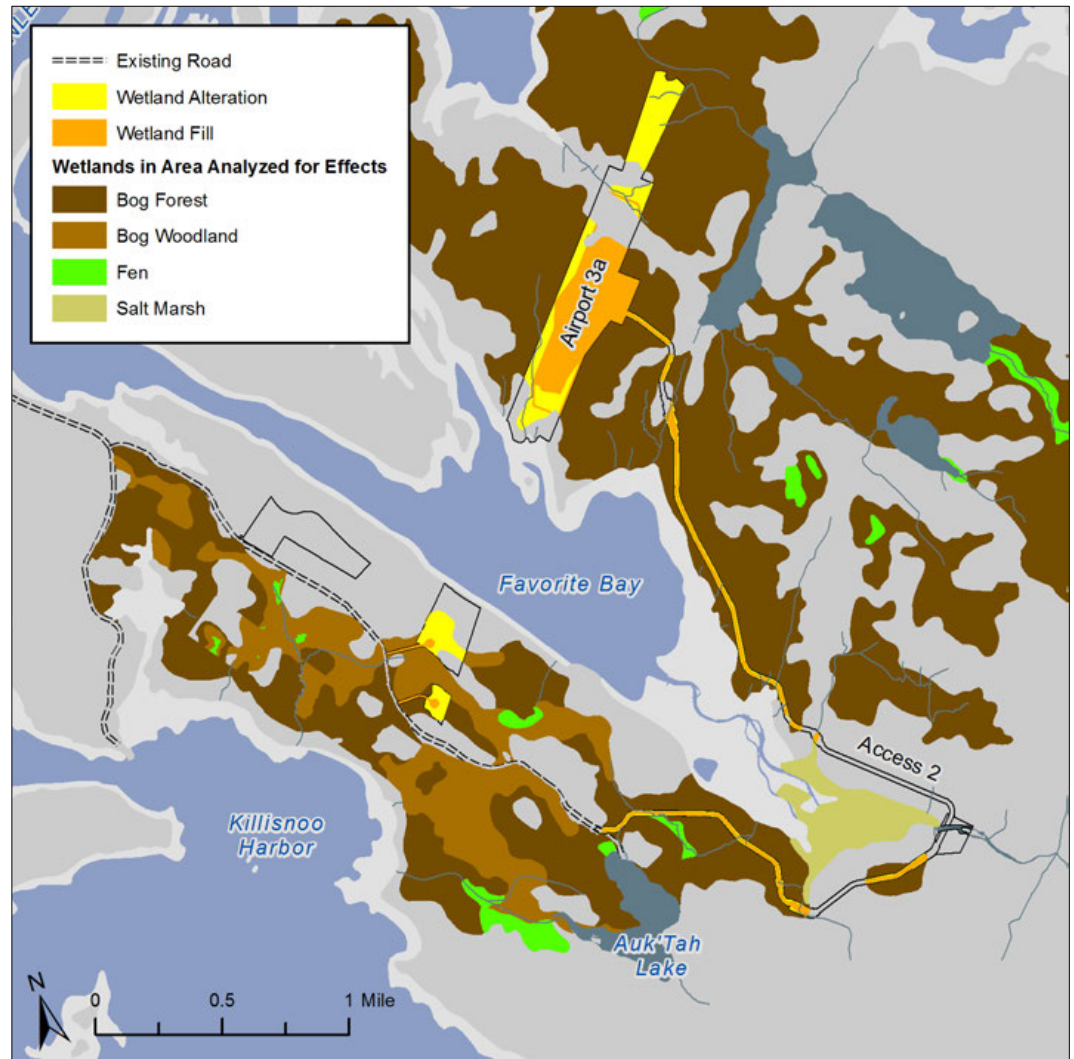 Existing Road
Wetland Alteration
Wetland Fill
Wetlands in Area Analyzed for Effects
Bog Forest
Bog Woodland
Fen
Salt Marsh
Airport 3a
Favorite Bay
Access 2
Killisnoo
Harbor
Auk'Tah
Lake
N
0 0.5 1 Mile